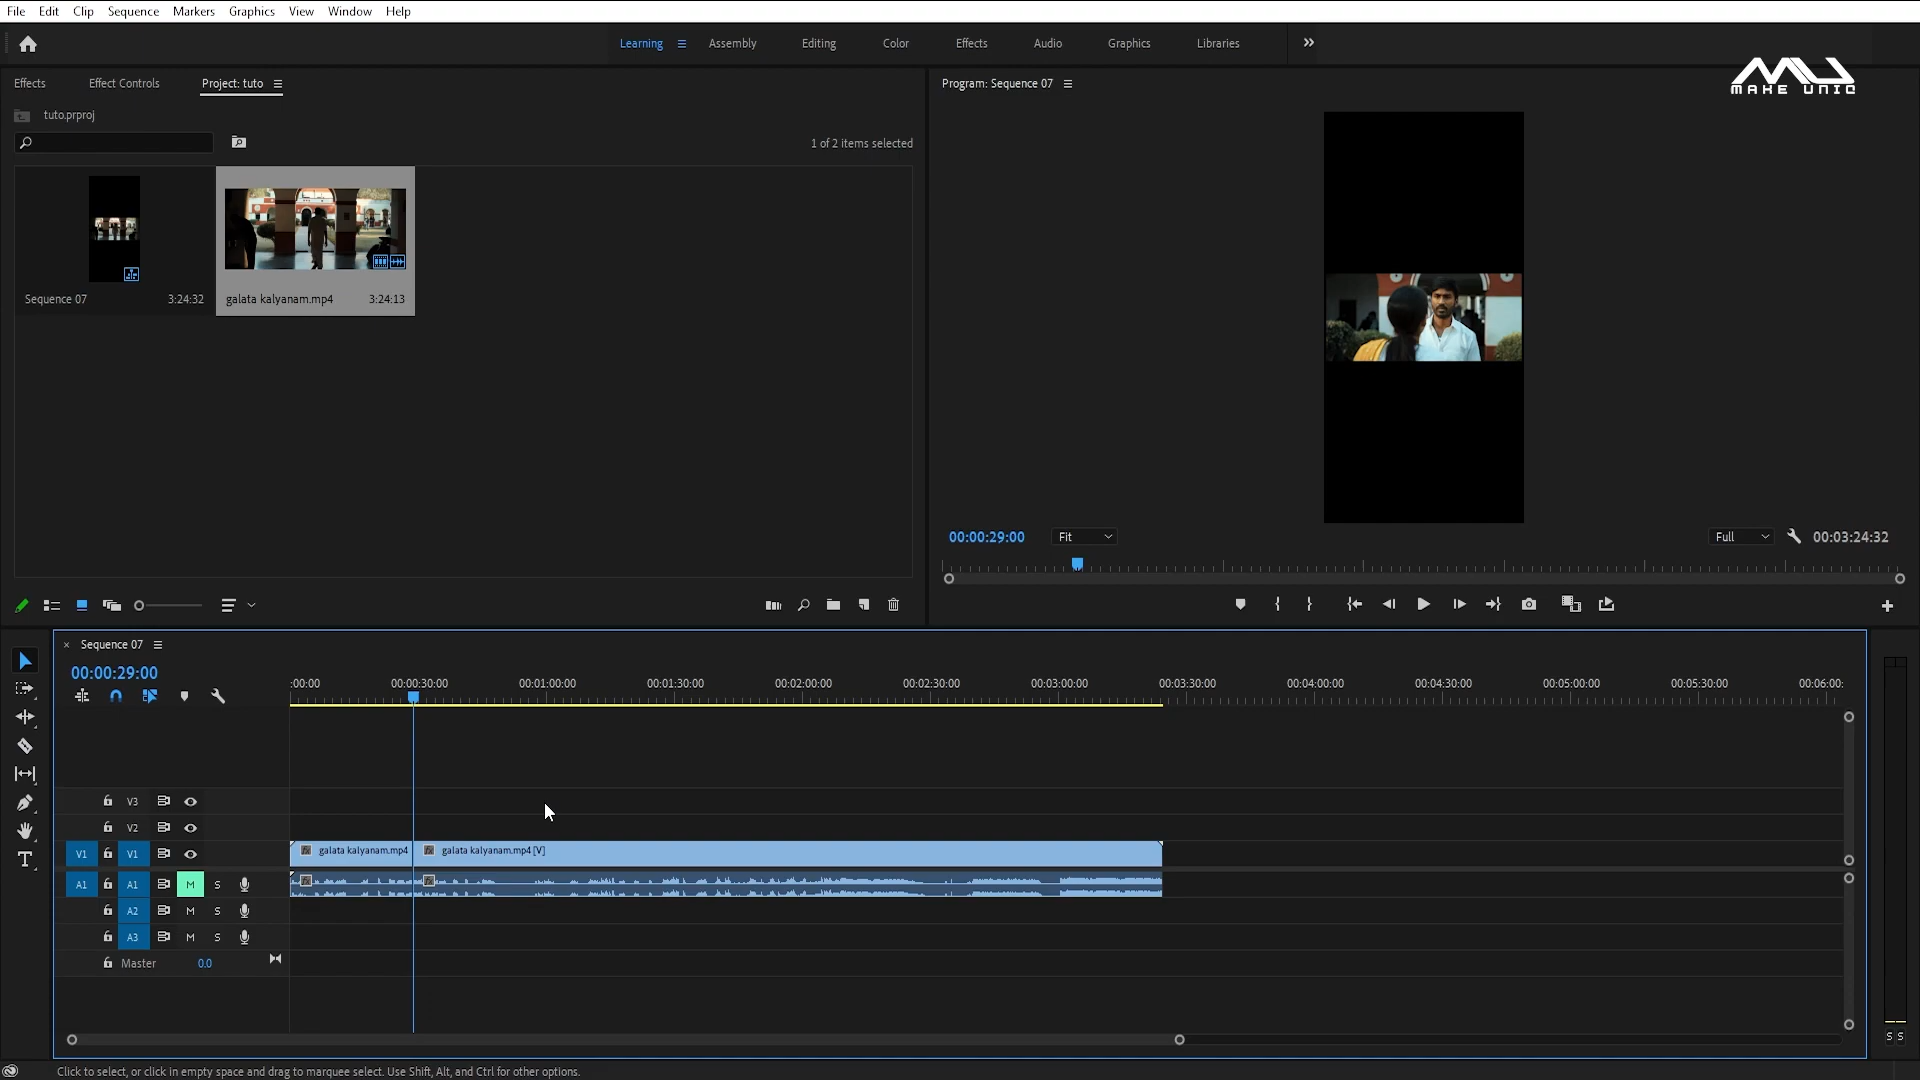 File Edit Clip Sequence Markers Graphics View Window Help
Learning Assembly Editing Color Effects Audio Graphics Libraries
MU
MAKE UNIC
Effects Effect Controls Project: tuto
Program: Sequence 07
tuto.prproj
1 of 2 items selected
Sequence 07 3:24:32
galata kalyanam.mp4 3:24:13
00:00:29:00 Fit Full 00:03:24:32
Sequence 07
00:00:29:00
:00:00 00:00:30:00 00:01:00:00 00:01:30:00 00:02:00:00 00:02:30:00 00:03:00:00 00:03:30:00 00:04:00:00 00:04:30:00 00:05:00:00 00:05:30:00 00:06:00:
V3
V2
V1 V1 galata kalyanam.mp4 galata kalyanam.mp4 [V]
A1 A1 M S
A2 M S
A3 M S
Master 0.0
S S
Click to select, or click in empty space and drag to marquee select. Use Shift, Alt, and Ctrl for other options.